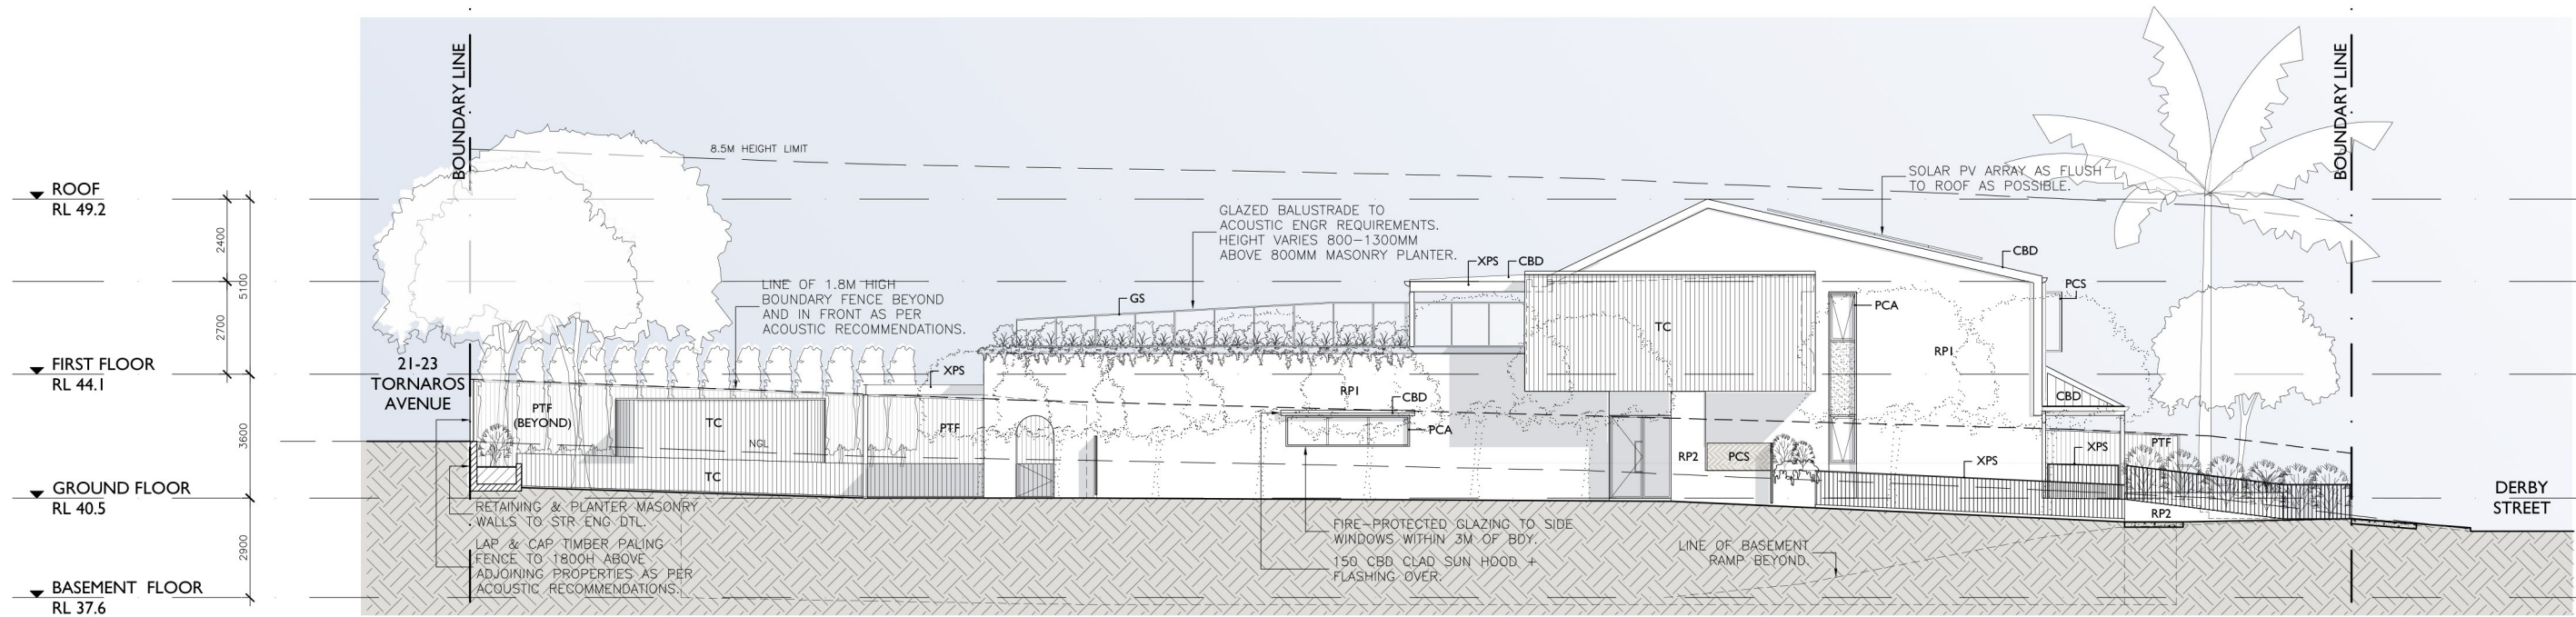 BOUNDARY LINE
BOUNDARY LINE
8.5M HEIGHT LIMIT
ROOF
RL 49.2
2400
5100
2700
SOLAR PV ARRAY AS FLUSH
TO ROOF AS POSSIBLE.
GLAZED BALUSTRADE TO
ACOUSTIC ENGR REQUIREMENTS.
HEIGHT VARIES 800-1300MM
ABOVE 800MM MASONRY PLANTER.
XPS
CBD
CBD
LINE OF 1.8M HIGH
BOUNDARY FENCE BEYOND
AND IN FRONT AS PER
ACOUSTIC RECOMMENDATIONS.
GS
PCS
PCA
TC
RP1
FIRST FLOOR
RL 44.1
21-23
TORNAROS
AVENUE
XPS
RP1
CBD
CBD
PTF
(BEYOND)
TC
PTF
PCA
NGL
3600
RP2
PCS
XPS
XPS
PTF
TC
GROUND FLOOR
RL 40.5
DERBY
STREET
RP2
RETAINING & PLANTER MASONRY
WALLS TO STR ENG DTL.
FIRE-PROTECTED GLAZING TO SIDE
WINDOWS WITHIN 3M OF BDY.
150 CBD CLAD SUN HOOD +
FLASHING OVER.
LINE OF BASEMENT
RAMP BEYOND.
LAP & CAP TIMBER PALING
FENCE TO 1800H ABOVE
ADJOINING PROPERTIES AS PER
ACOUSTIC RECOMMENDATIONS.
2900
BASEMENT FLOOR
RL 37.6